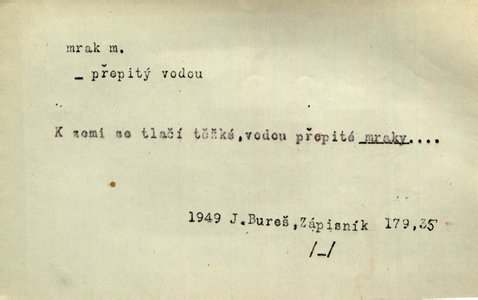 mrak m.
_ přepitý vodou
K zemi se tlačí těžké,vodou přepité mraky....
1949 J.Bureš,Zápisník 179,35
/_/